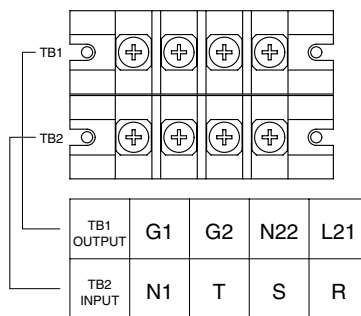 TB1
TB2
TB1 OUTPUT G1 G2 N22 L21
TB2 INPUT N1 T S R